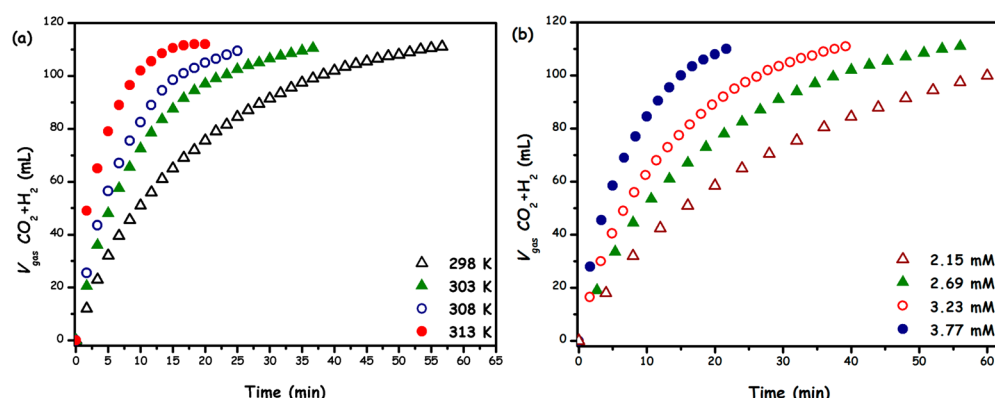 (a)
120
100
80
60
40
20
0
V gas CO2+H2 (mL)
298 K
303 K
308 K
313 K
0 5 10 15 20 25 30 35 40 45 50 55 60 65
Time (min)
(b)
120
100
80
60
40
20
0
V gas CO2+H2 (mL)
2.15 mM
2.69 mM
3.23 mM
3.77 mM
0 10 20 30 40 50 60
Time (min)